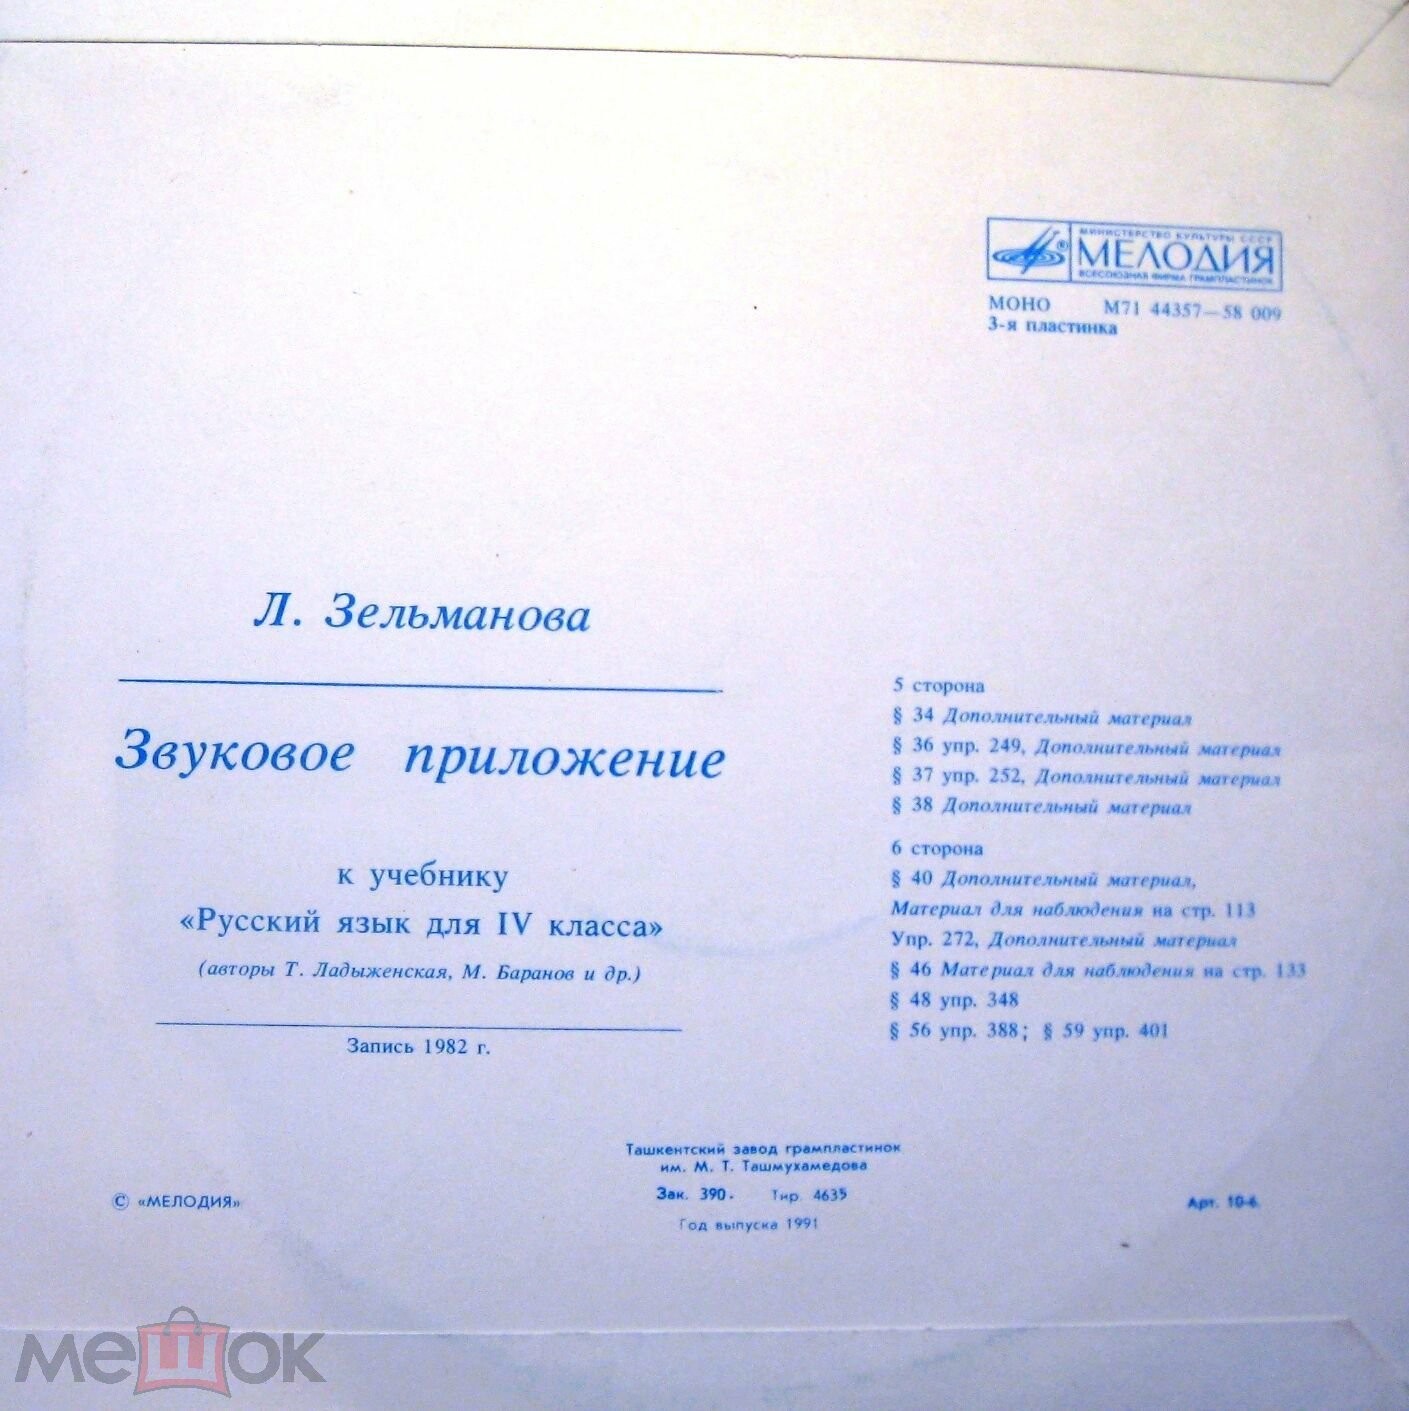 МИНИСТЕРСТВО КУЛЬТУРЫ СССР
МЕЛОДИЯ
ВСЕСОЮЗНАЯ ФИРМА ГРАМПЛАСТИНОК
МОНО М71 44357—58 009
3-я пластинка
Л. Зельманова
Звуковое приложение
к учебнику
«Русский язык для IV класса»
(авторы Т. Ладыженская, М. Баранов и др.)
Запись 1982 г.
5 сторона
§ 34 Дополнительный материал
§ 36 упр. 249, Дополнительный материал
§ 37 упр. 252, Дополнительный материал
§ 38 Дополнительный материал
6 сторона
§ 40 Дополнительный материал,
Материал для наблюдения на стр. 113
Упр. 272, Дополнительный материал
§ 46 Материал для наблюдения на стр. 133
§ 48 упр. 348
§ 56 упр. 388; § 59 упр. 401
Ташкентский завод грампластинок
им. М. Т. Ташмухамедова
Зак. 390. Тир. 4635
Год выпуска 1991
© «МЕЛОДИЯ»
Арт. 10-6
мешок